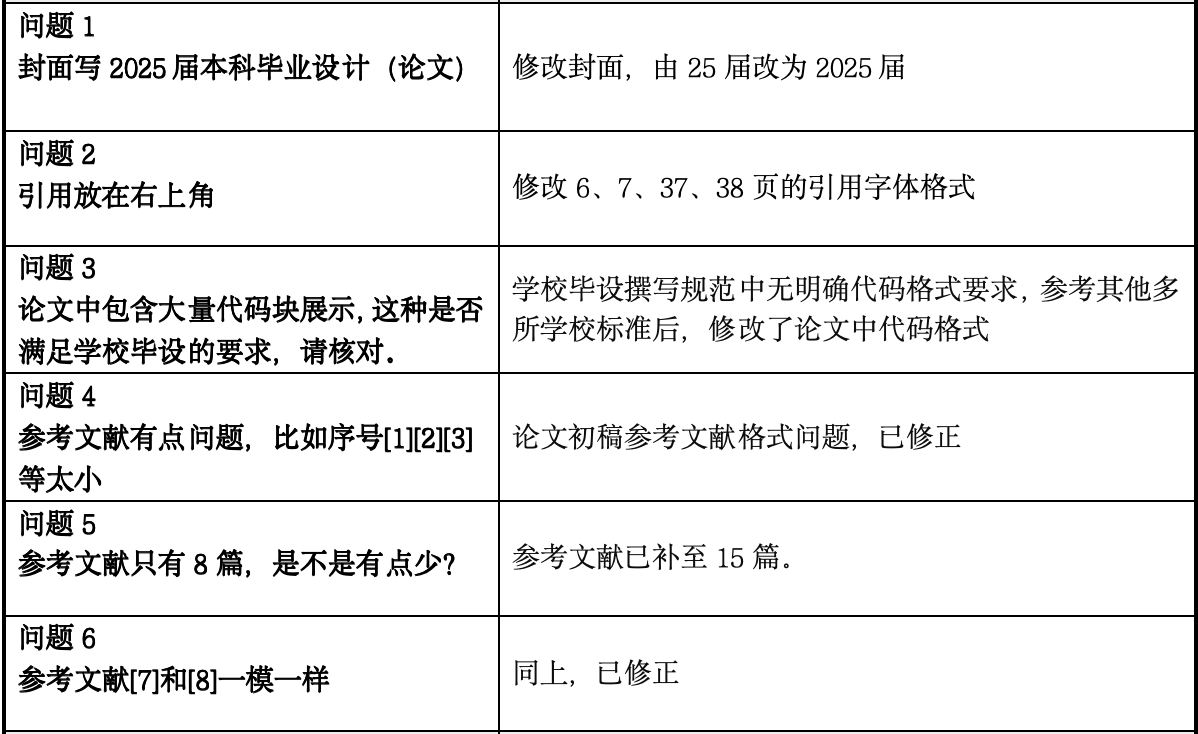 问题 1
封面写 2025 届本科毕业设计（论文）
修改封面，由 25 届改为 2025 届
问题 2
引用放在右上角
修改 6、7、37、38 页的引用字体格式
问题 3
论文中包含大量代码块展示，这种是否
满足学校毕设的要求，请核对．
学校毕设撰写规范中无明确代码格式要求，参考其他多
所学校标准后，修改了论文中代码格式
问题 4
参考文献有点问题，比如序号[1][2][3]
等太小
论文初稿参考文献格式问题，已修正
问题 5
参考文献只有 8 篇，是不是有点少？
参考文献已补至 15 篇。
问题 6
参考文献[7]和[8]一模一样
同上，已修正